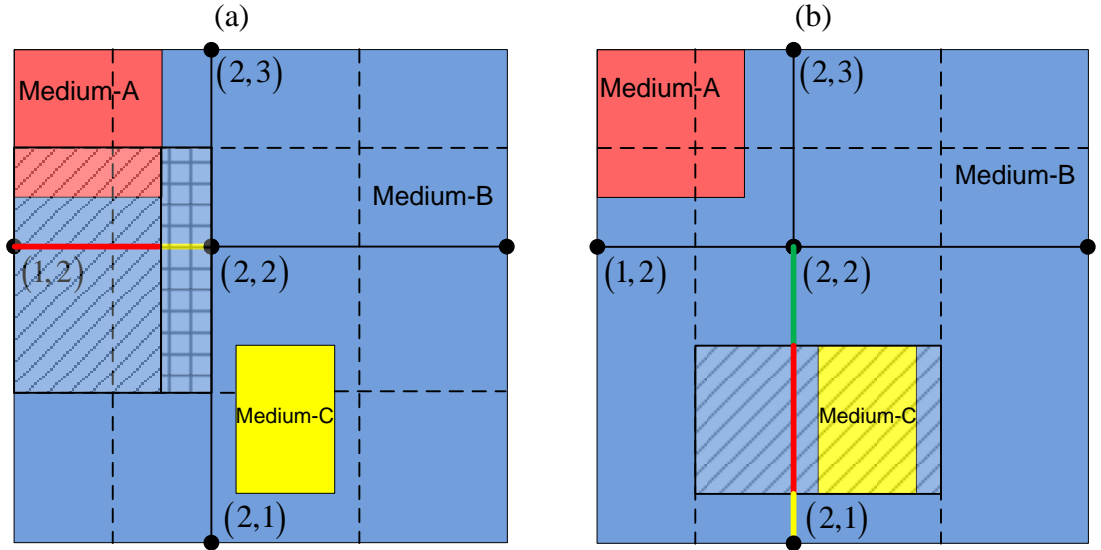 (a)
Medium-A
(2,3)
Medium-B
(1,2)
(2,2)
Medium-C
(2,1)
(b)
Medium-A
(2,3)
Medium-B
(1,2)
(2,2)
Medium-C
(2,1)